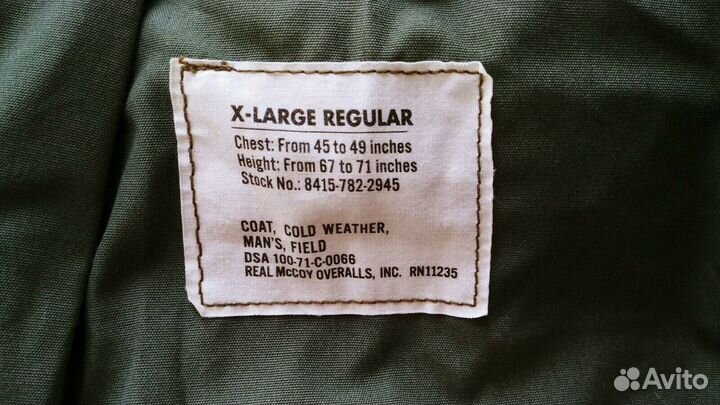 X-LARGE REGULAR
Chest: From 45 to 49 inches
Height: From 67 to 71 inches
Stock No.: 8415-782-2945
COAT, COLD WEATHER,
MAN'S, FIELD
DSA 100-71-C-0066
REAL McCOY OVERALLS, INC. RN11235
Avito